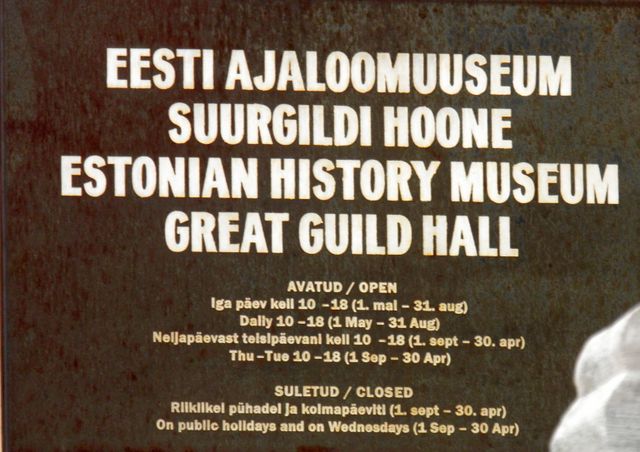 EESTI AJALOOMUUSEUM
SUURGILDI HOONE
ESTONIAN HISTORY MUSEUM
GREAT GUILD HALL
AVATUD / OPEN
Iga päev kell 10 –18 (1. mai – 31. aug)
Daily 10 –18 (1 May – 31 Aug)
Neljapäevast teisipäevani kell 10 –18 (1. sept – 30. apr)
Thu –Tue 10 –18 (1 Sep – 30 Apr)
SULETUD / CLOSED
Riiklikel pühadel ja kolmapäeviti (1. sept – 30. apr)
On public holidays and on Wednesdays (1 Sep – 30 Apr)